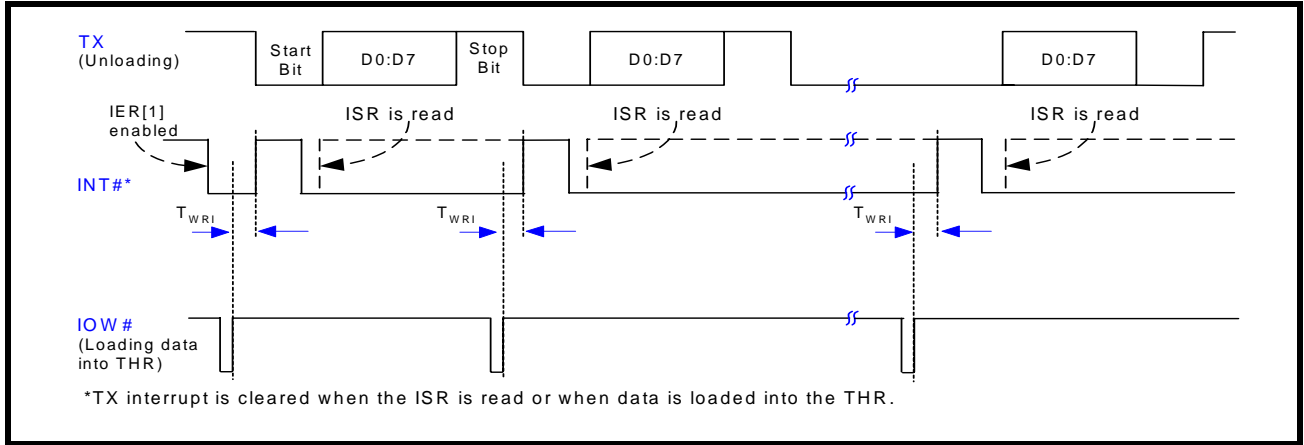 TX
(Unloading)
Start
Bit
D0:D7
Stop
Bit
D0:D7
D0:D7
IER[1]
enabled
ISR is read
ISR is read
ISR is read
INT#*
TWRI
TWRI
TWRI
IOW#
(Loading data
into THR)
*TX interrupt is cleared when the ISR is read or when data is loaded into the THR.